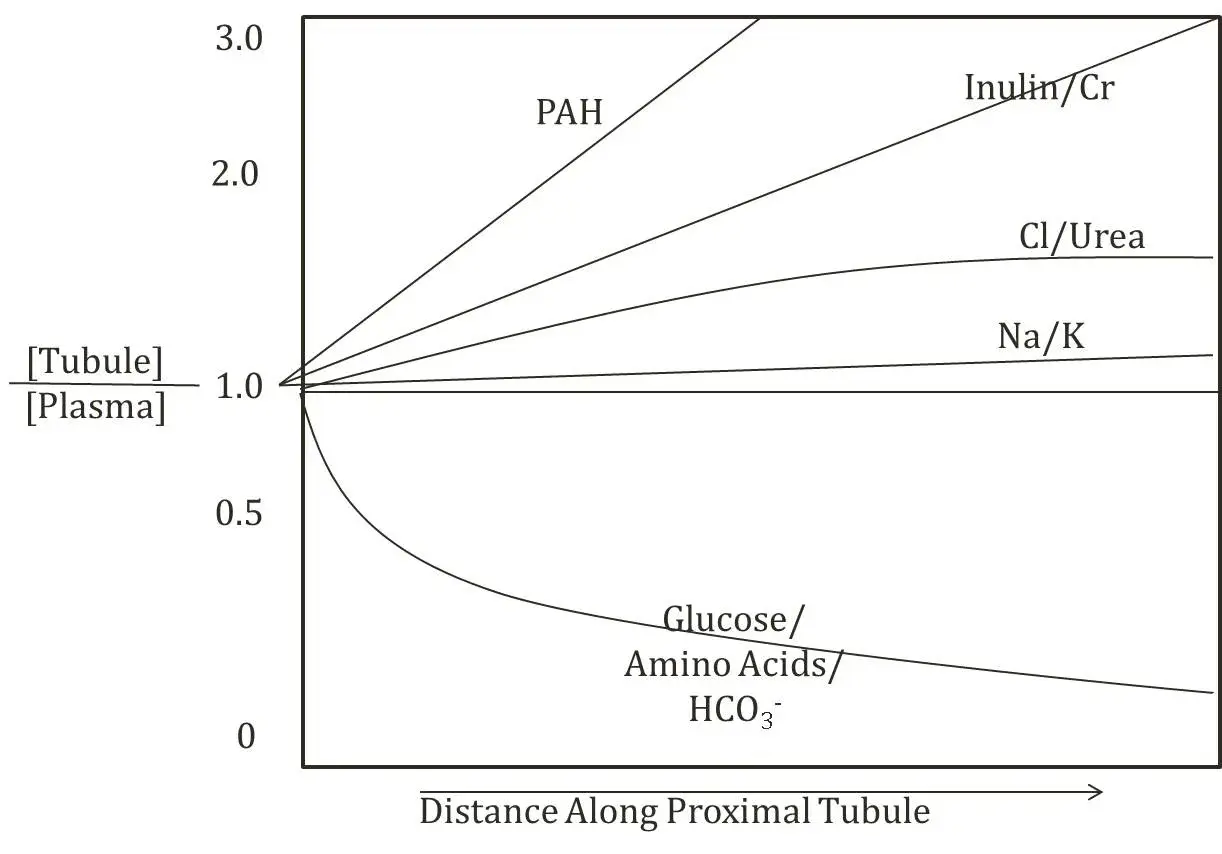 3.0
PAH
Inulin/Cr
2.0
Cl/Urea
Na/K
[Tubule]
[Plasma]
1.0
0.5
Glucose/
Amino Acids/
HCO₃⁻
0
Distance Along Proximal Tubule